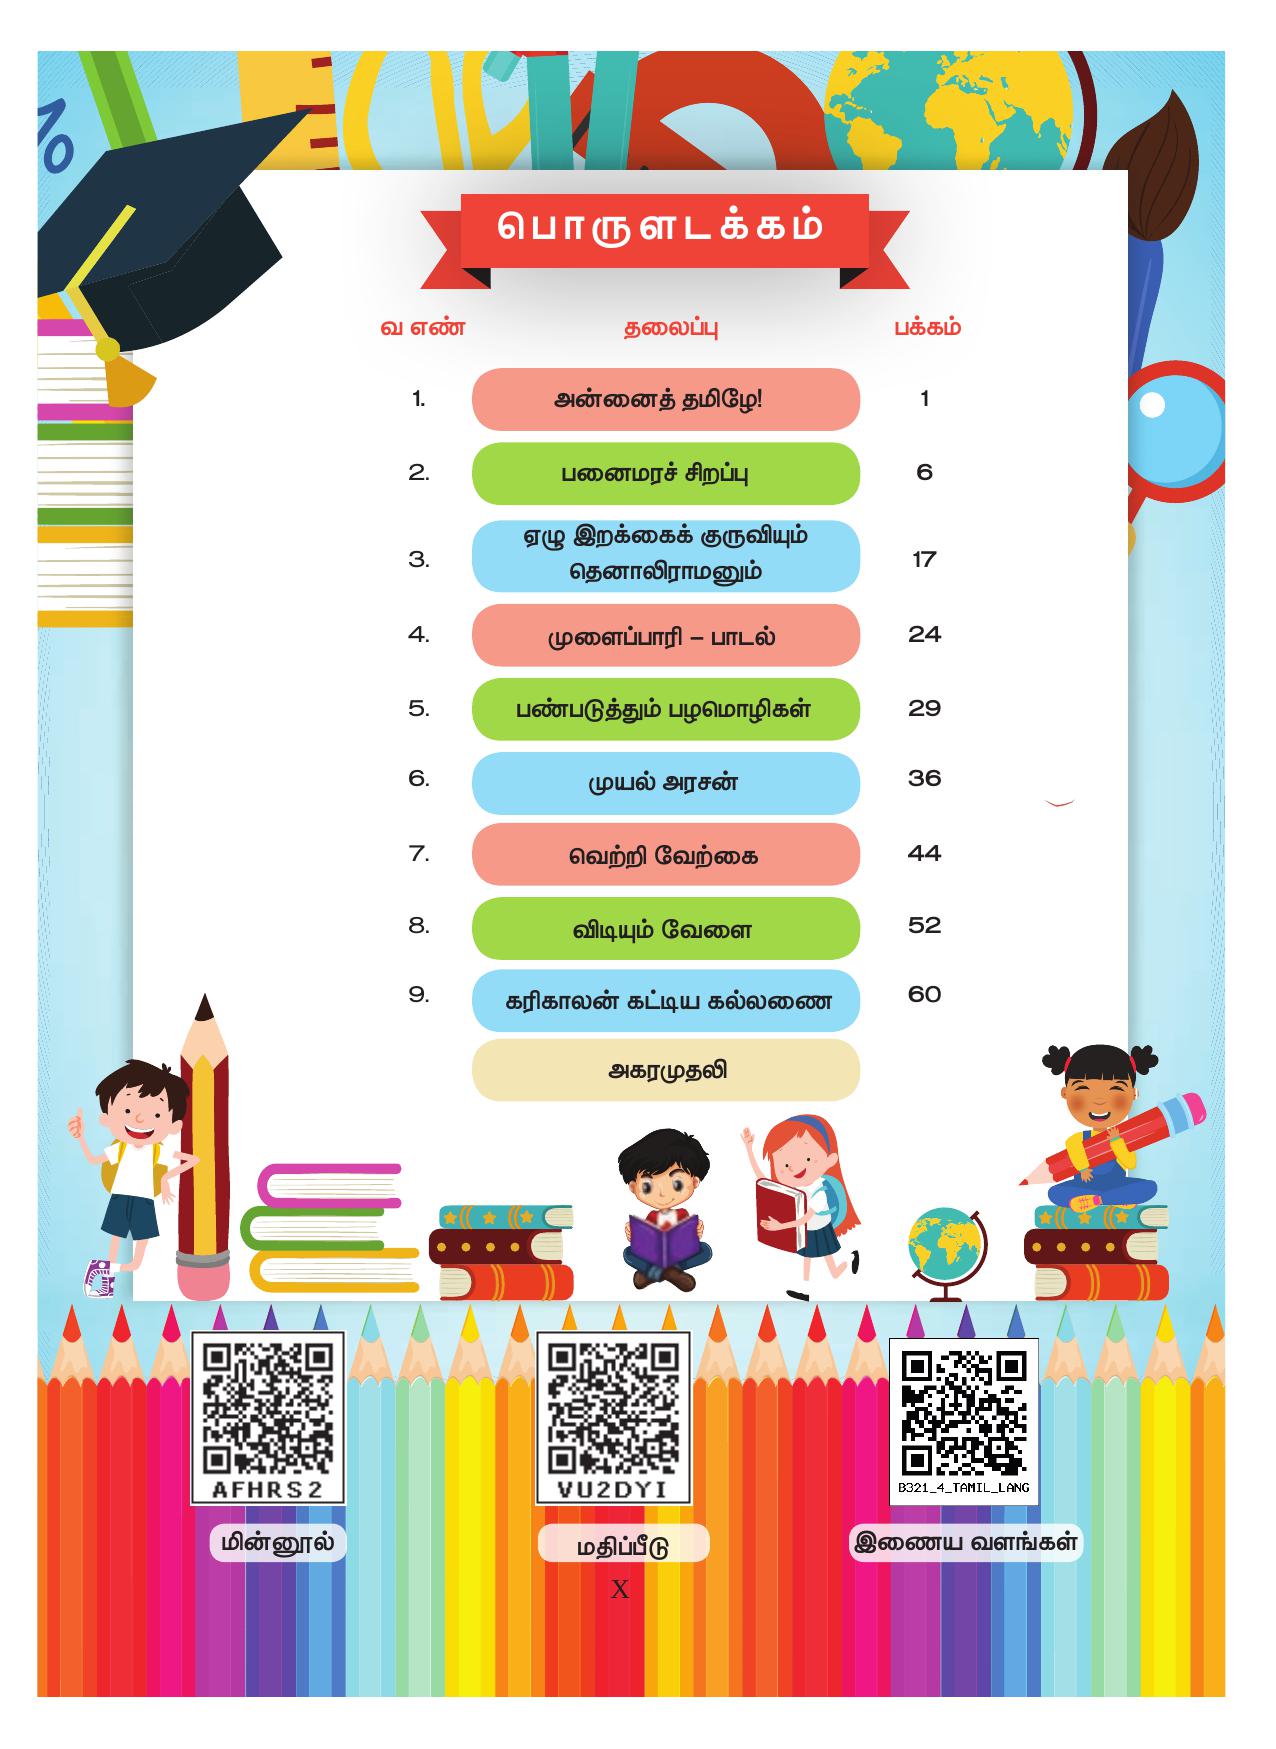 பொருளடக்கம்
வ எண் தலைப்பு பக்கம்
1. அன்னைத் தமிழே! 1
2. பனைமரச் சிறப்பு 6
ஏழு இறக்கைக் குருவியும்
3. தெனாலிராமனும் 17
4. முளைப்பாரி – பாடல் 24
5. பண்படுத்தும் பழமொழிகள் 29
6. முயல் அரசன் 36
7. வெற்றி வேற்கை 44
8. விடியும் வேளை 52
9. கரிகாலன் கட்டிய கல்லணை 60
அகரமுதலி
%
AFHRS2 VU2DYI B321_4_TAMIL_LANG
மின்னூல் மதிப்பீடு இணைய வளங்கள்
X